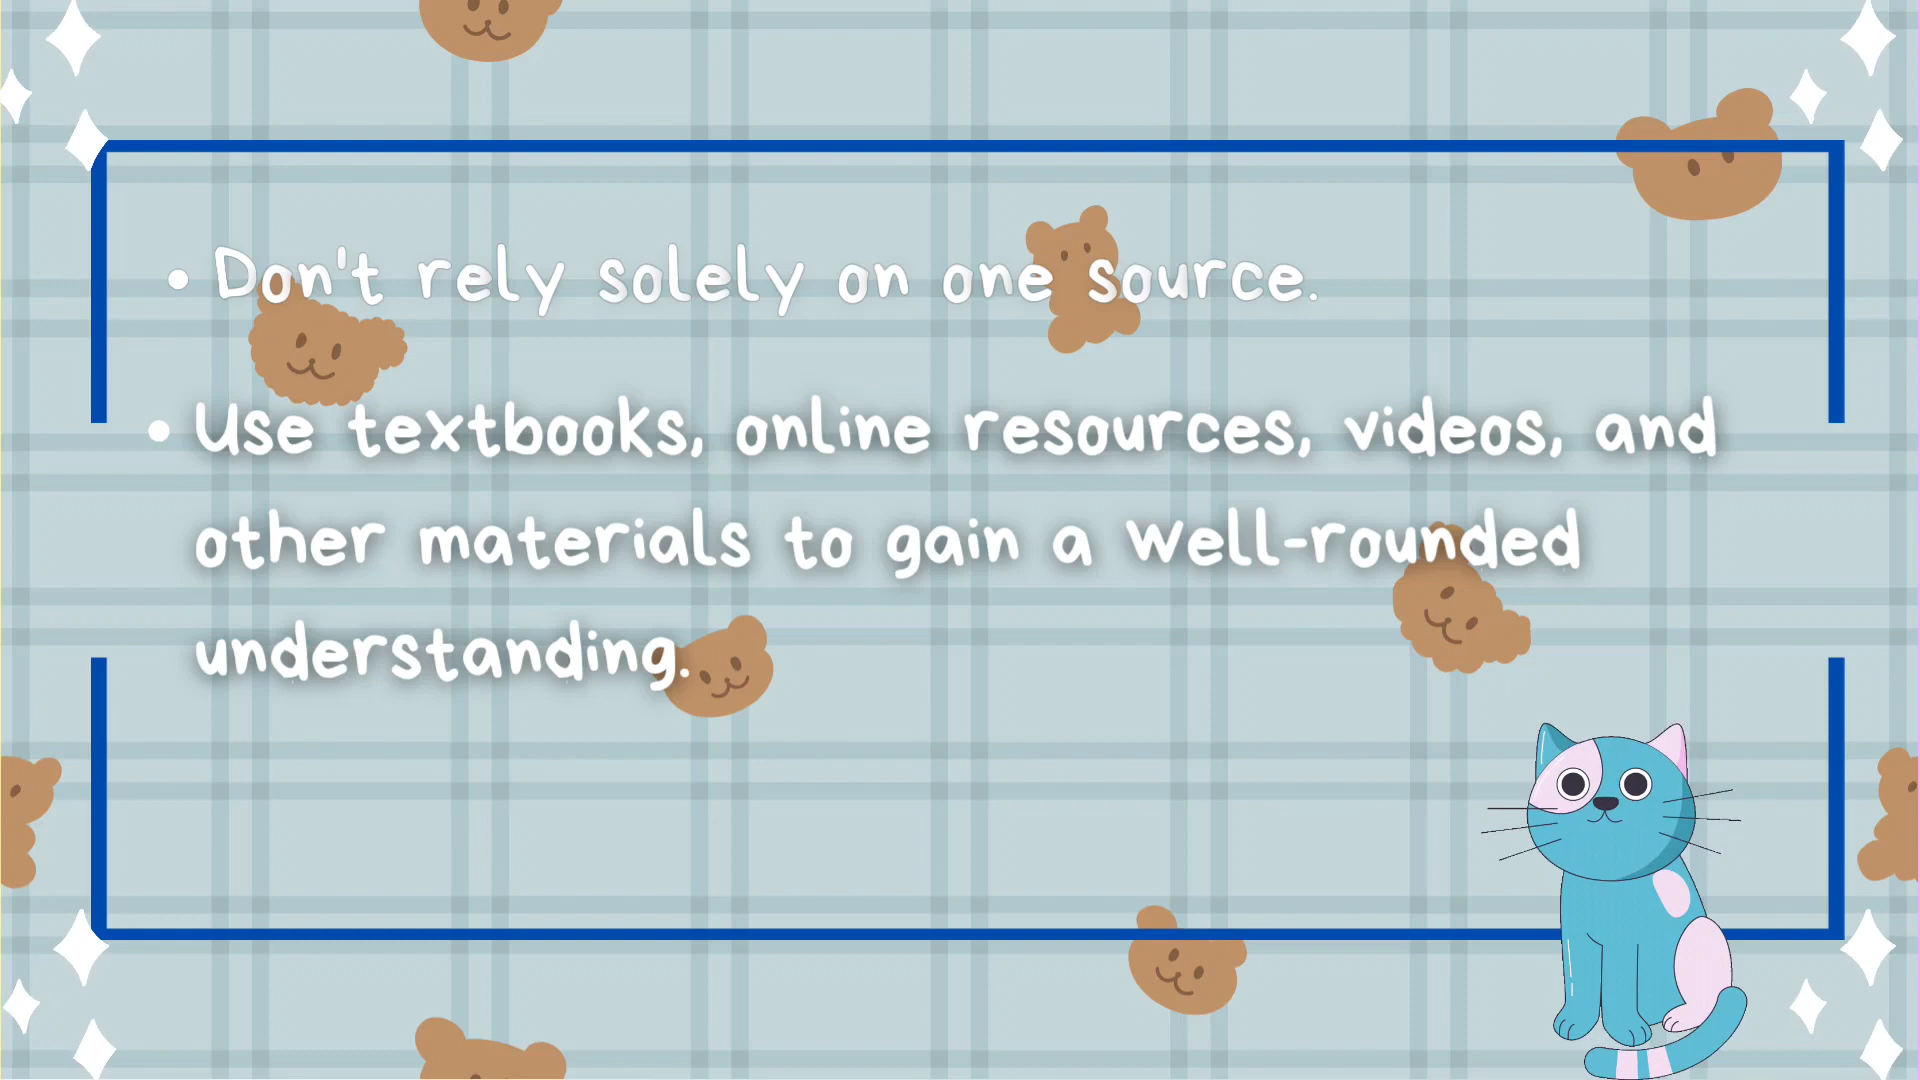 • Don't rely solely on one source.
• Use textbooks, online resources, videos, and
other materials to gain a well-rounded
understanding.